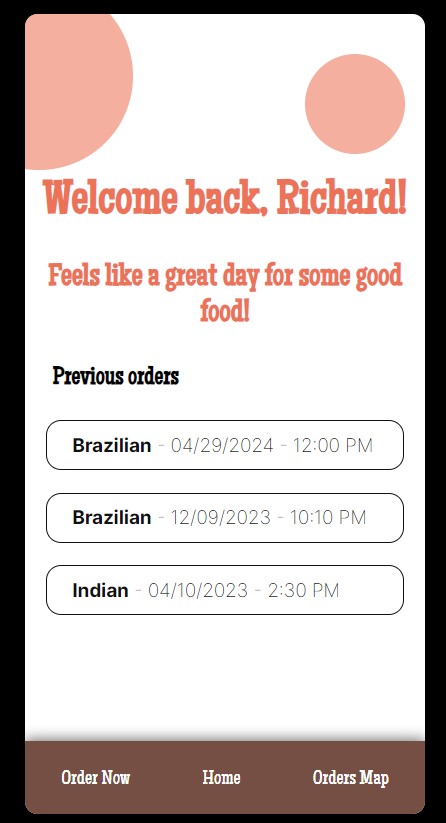 Welcome back, Richard!
Feels like a great day for some good
food!
Previous orders
Brazilian - 04/29/2024 - 12:00 PM
Brazilian - 12/09/2023 - 10:10 PM
Indian - 04/10/2023 - 2:30 PM
Order Now Home Orders Map